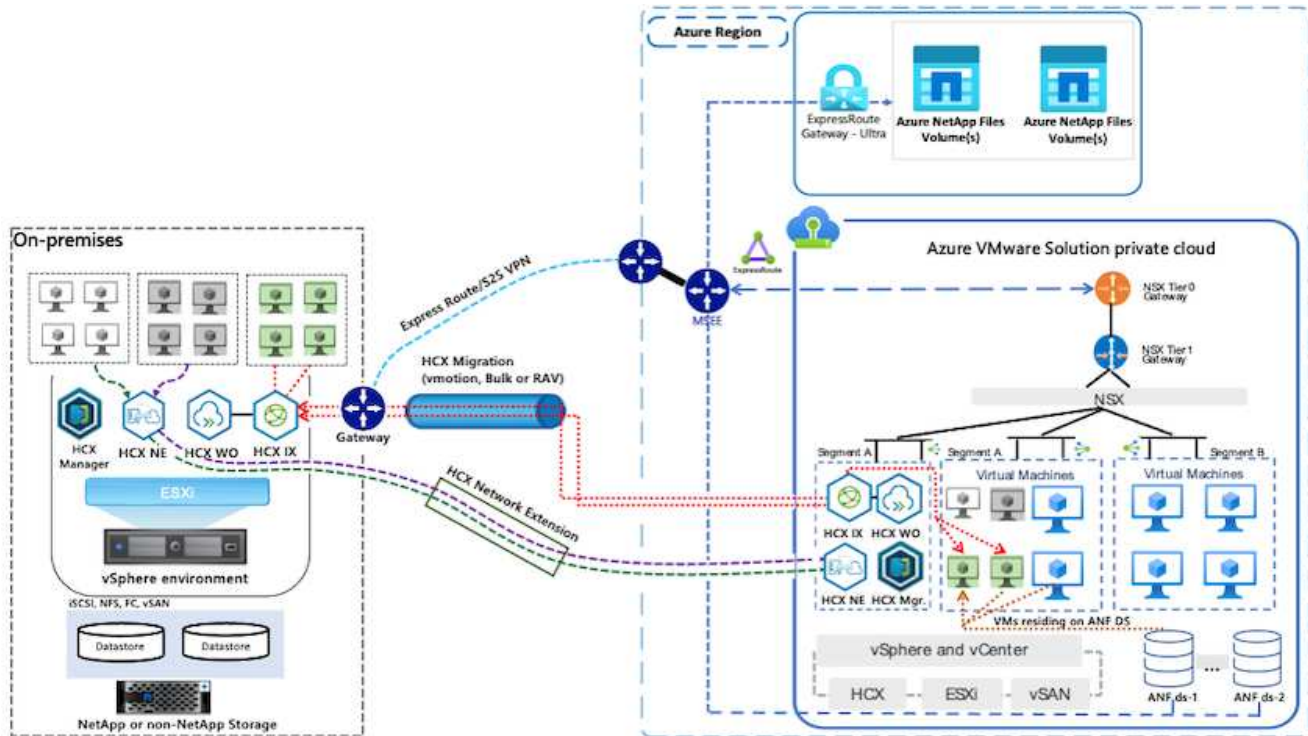 Azure Region
ExpressRoute
Gateway - Ultra
Azure NetApp Files
Volume(s)
Azure NetApp Files
Volume(s)
On-premises
Express Route/S2S VPN
MSEE
ExpressRoute
Azure VMware Solution private cloud
NSX Tier0
Gateway
NSX Tier1
Gateway
NSX
HCX Migration
(vmotion, Bulk or RAV)
Gateway
HCX
Manager
HCX NE
HCX WO
HCX IX
ESXi
vSphere environment
HCX Network Extension
iSCSI, NFS, FC, vSAN
Datastore
Datastore
NetApp or non-NetApp Storage
Segment A
Segment A
Segment B
Virtual Machines
Virtual Machines
HCX IX
HCX WO
HCX NE
HCX Mgr.
VMs residing on ANF DS
vSphere and vCenter
HCX
ESXi
vSAN
...
ANF ds-1
ANF ds-2